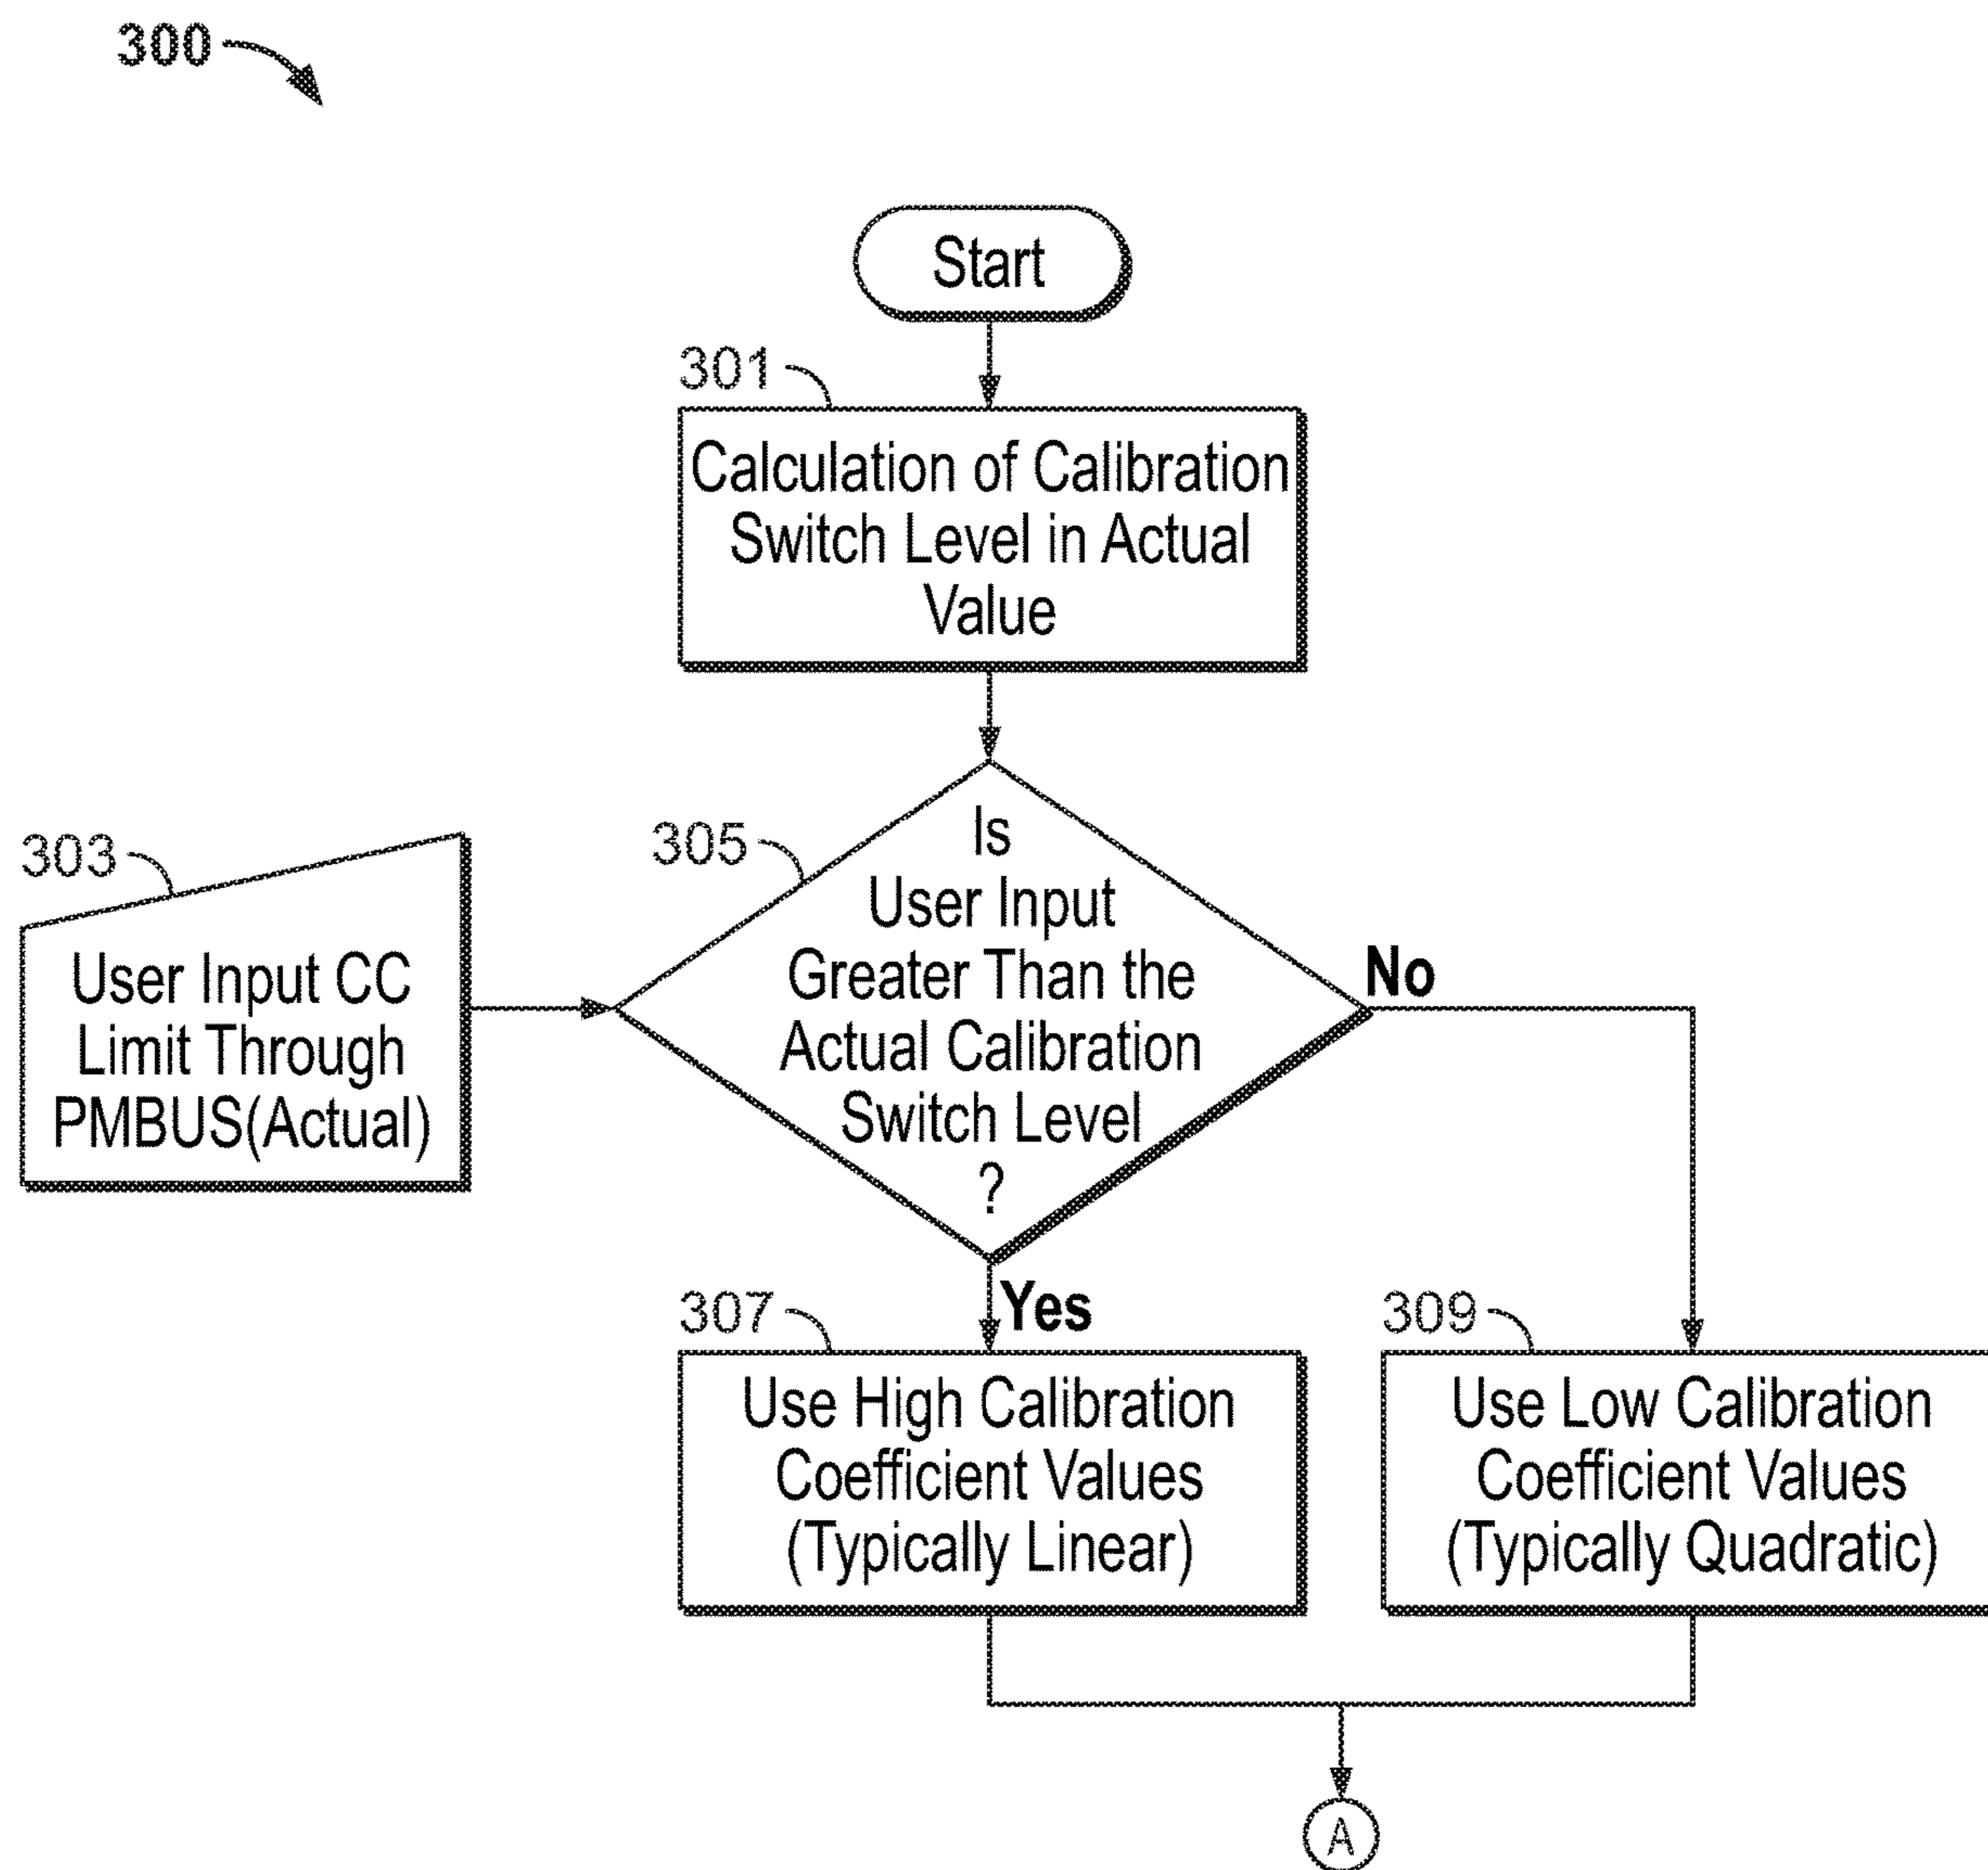 300
Start
301
Calculation of Calibration
Switch Level in Actual
Value
303
User Input CC
Limit Through
PMBUS(Actual)
305
Is
User Input
Greater Than the
Actual Calibration
Switch Level
?
No
Yes
307
Use High Calibration
Coefficient Values
(Typically Linear)
309
Use Low Calibration
Coefficient Values
(Typically Quadratic)
A